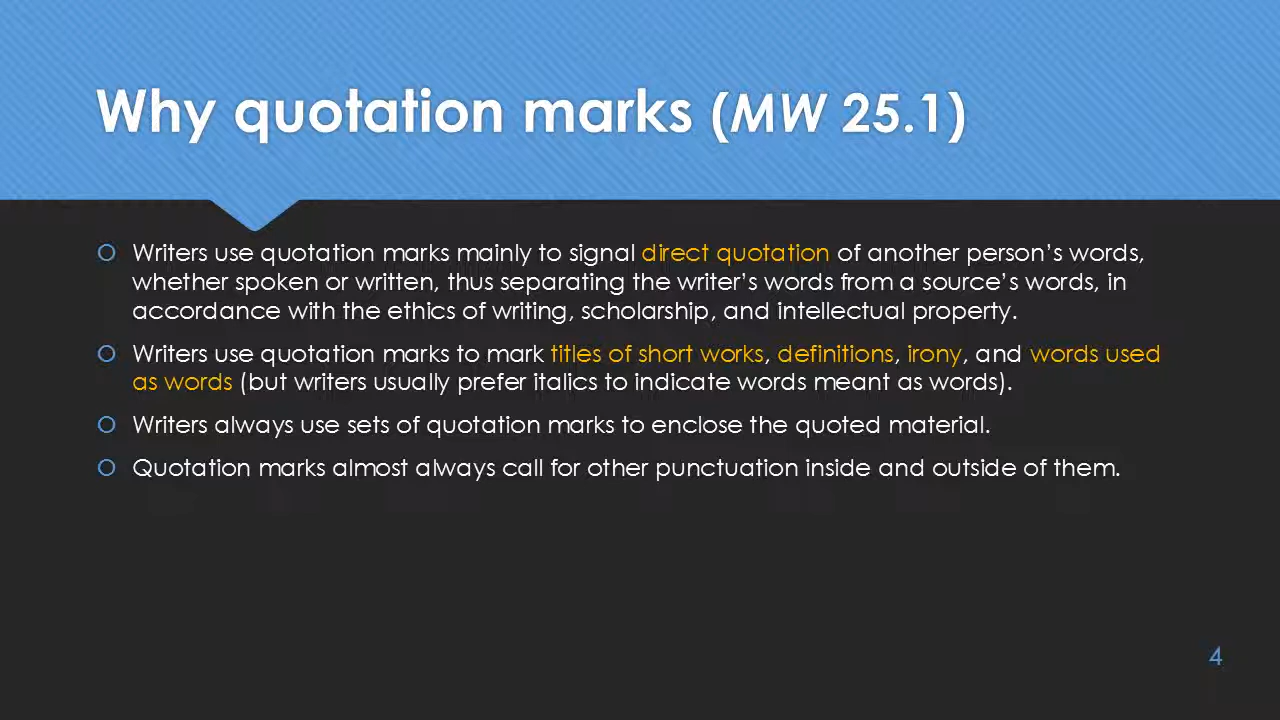 Why quotation marks (MW 25.1)
Writers use quotation marks mainly to signal direct quotation of another person’s words,
whether spoken or written, thus separating the writer’s words from a source’s words, in
accordance with the ethics of writing, scholarship, and intellectual property.
Writers use quotation marks to mark titles of short works, definitions, irony, and words used
as words (but writers usually prefer italics to indicate words meant as words).
Writers always use sets of quotation marks to enclose the quoted material.
Quotation marks almost always call for other punctuation inside and outside of them.
4